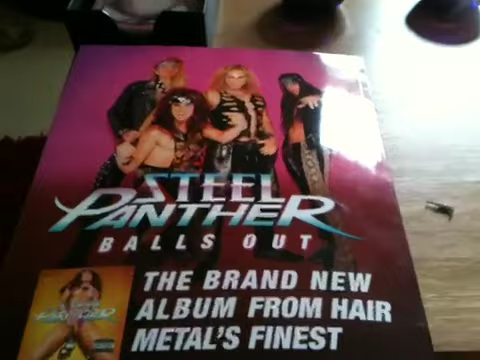 STEEL
PANTHER
BALLS OUT
THE BRAND NEW
ALBUM FROM HAIR
METAL'S FINEST